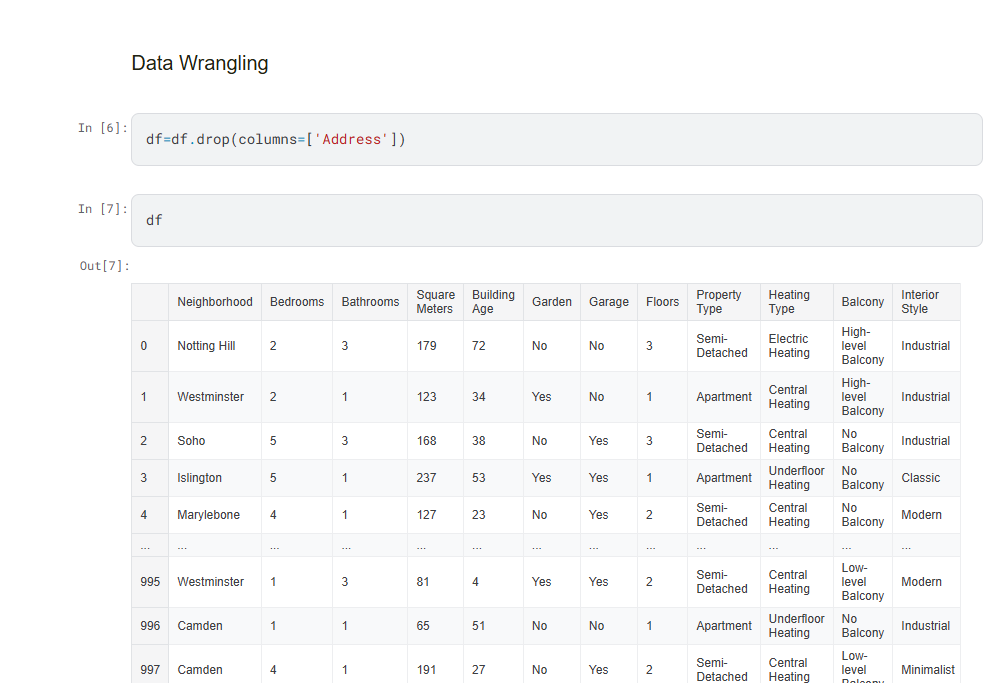 Data Wrangling
In [6]:
df=df.drop(columns=['Address'])
In [7]:
df
Out[7]:
Neighborhood Bedrooms Bathrooms Square Meters Building Age Garden Garage Floors Property Type Heating Type Balcony Interior Style
0 Notting Hill 2 3 179 72 No No 3 Semi-Detached Electric Heating High-level Balcony Industrial
1 Westminster 2 1 123 34 Yes No 1 Apartment Central Heating High-level Balcony Industrial
2 Soho 5 3 168 38 No Yes 3 Semi-Detached Central Heating No Balcony Industrial
3 Islington 5 1 237 53 Yes Yes 1 Apartment Underfloor Heating No Balcony Classic
4 Marylebone 4 1 127 23 No Yes 2 Semi-Detached Central Heating No Balcony Modern
... ... ... ... ... ... ... ... ... ... ... ... ...
995 Westminster 1 3 81 4 Yes Yes 2 Semi-Detached Central Heating Low-level Balcony Modern
996 Camden 1 1 65 51 No No 1 Apartment Underfloor Heating No Balcony Industrial
997 Camden 4 1 191 27 No Yes 2 Semi-Detached Central Heating Low-level Balcony Minimalist